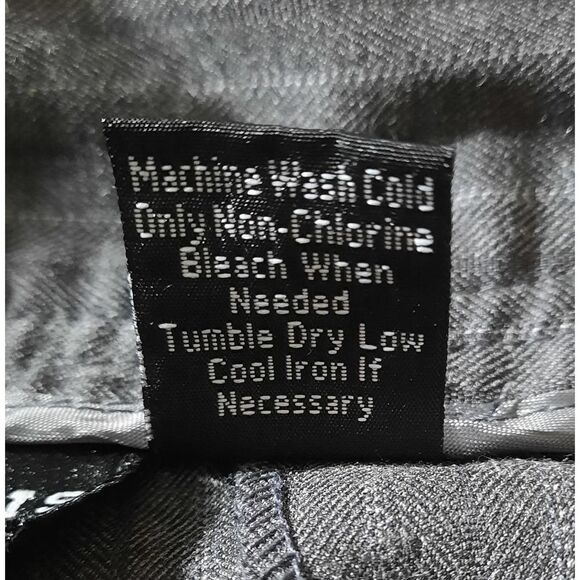 Machine Wash Cold
Only Non-Chlorine
Bleach When
Needed
Tumble Dry Low
Cool Iron If
Necessary